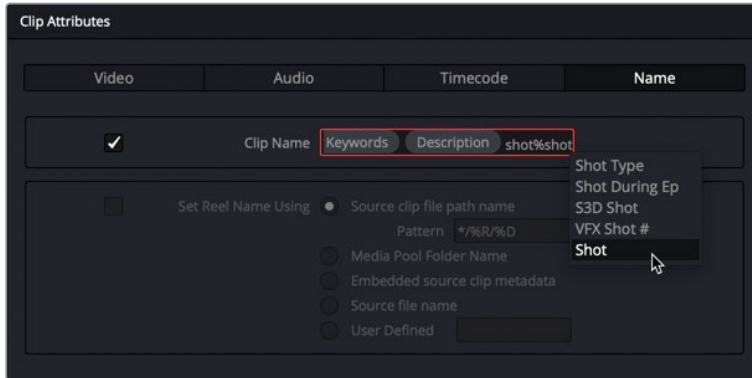 Clip Attributes
Video Audio Timecode Name
Clip Name Keywords Description shot%shot
Shot Type
Shot During Ep
S3D Shot
VFX Shot #
Shot
Set Reel Name Using Source clip file path name
Pattern */%R/%D
Media Pool Folder Name
Embedded source clip metadata
Source file name
User Defined